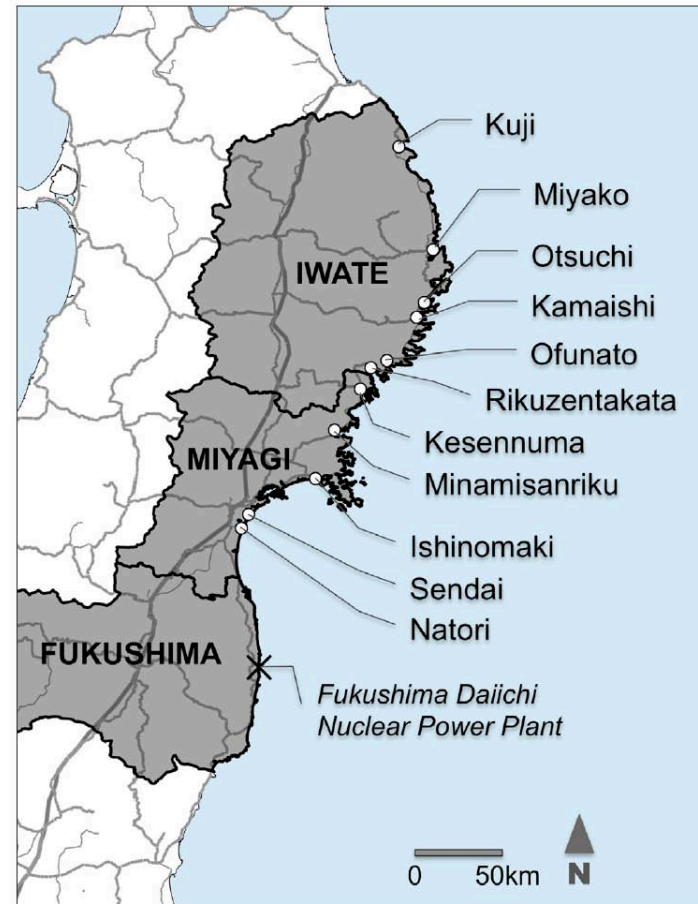 Kuji
Miyako
Otsuchi
IWATE
Kamaishi
Ofunato
Rikuzentakata
Kesennuma
MIYAGI
Minamisanriku
Ishinomaki
Sendai
Natori
FUKUSHIMA
Fukushima Daiichi
Nuclear Power Plant
0 50km N